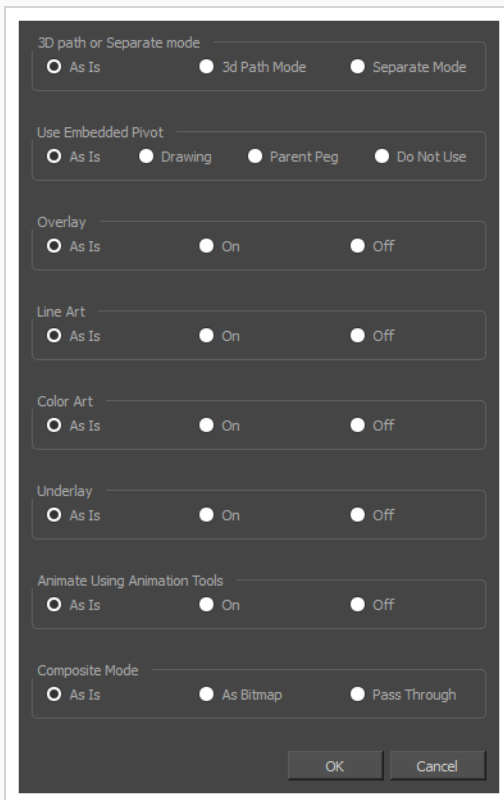 3D path or Separate mode
As Is 3d Path Mode Separate Mode
Use Embedded Pivot
As Is Drawing Parent Peg Do Not Use
Overlay
As Is On Off
Line Art
As Is On Off
Color Art
As Is On Off
Underlay
As Is On Off
Animate Using Animation Tools
As Is On Off
Composite Mode
As Is As Bitmap Pass Through
OK Cancel